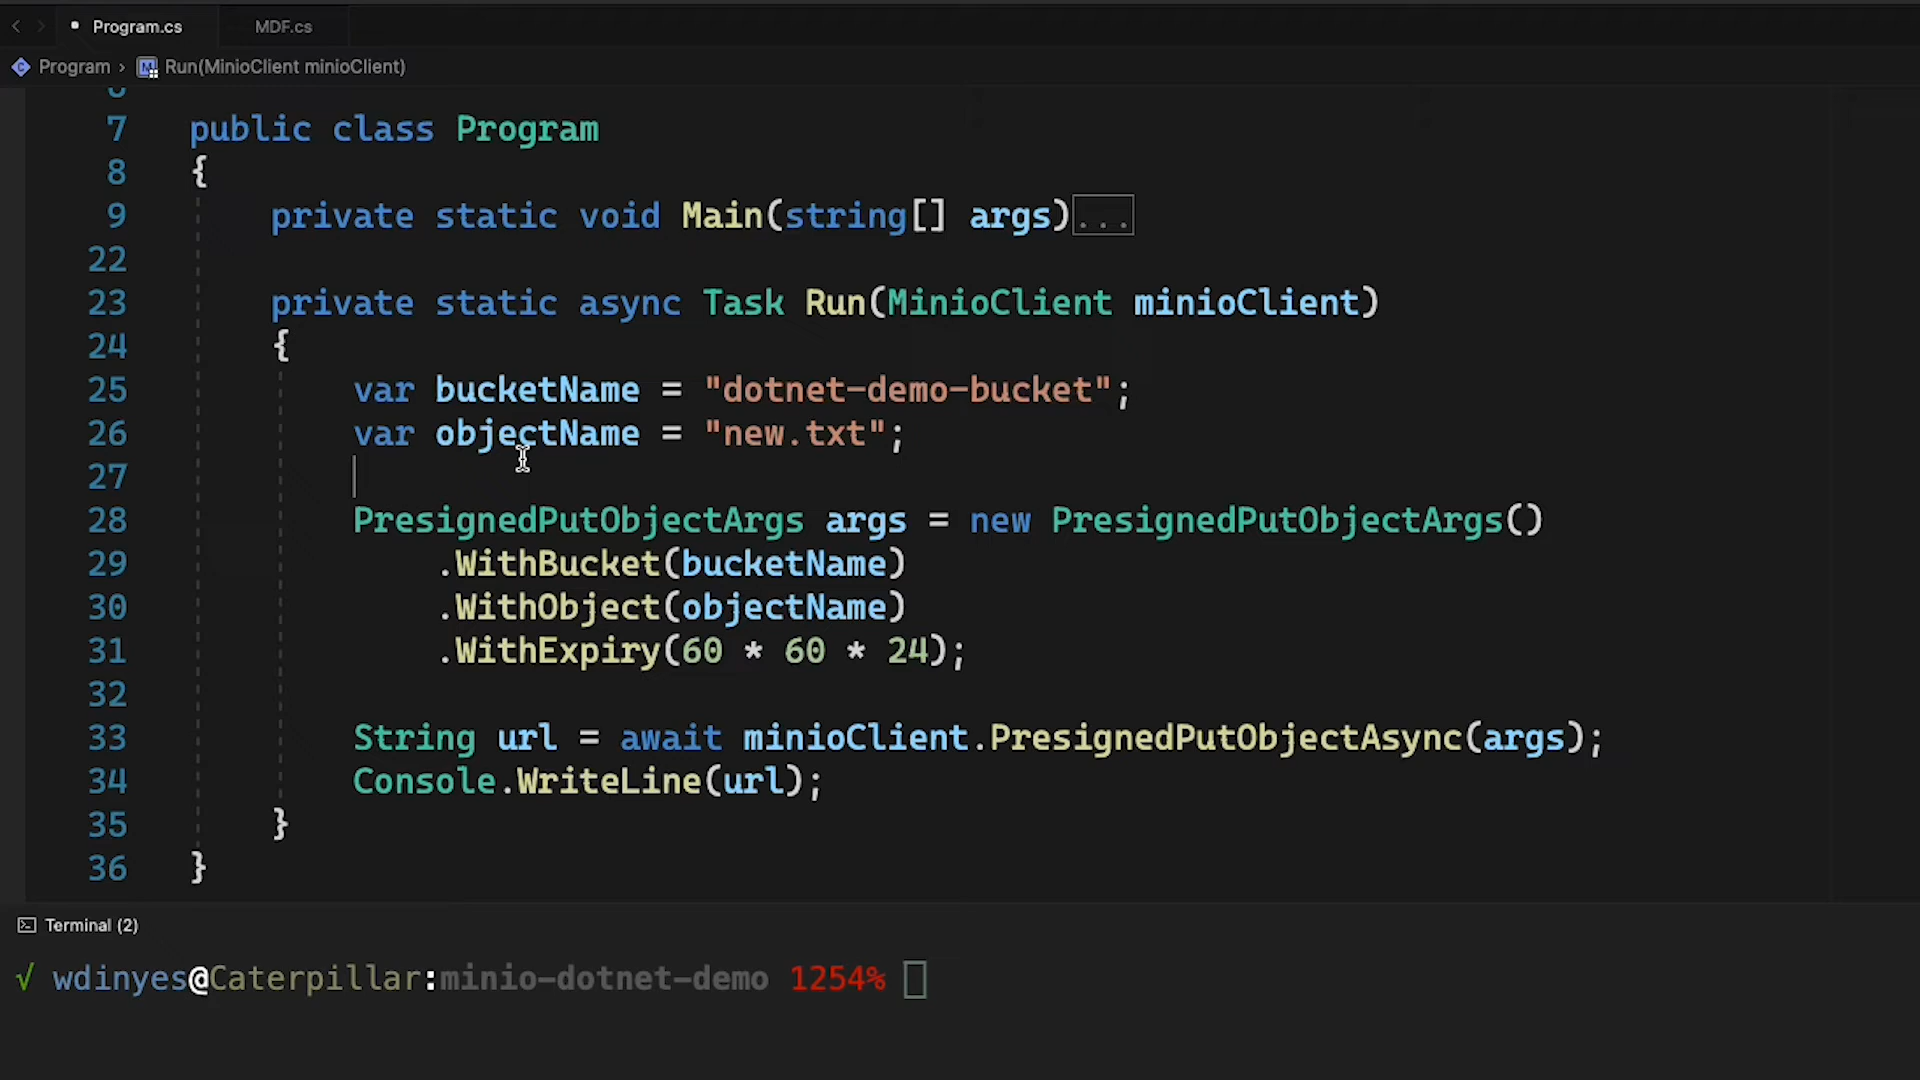 Program.cs
MDF.cs
Program › Run(MinioClient minioClient)
6
7 public class Program
8 {
9 private static void Main(string[] args)...
22
23 private static async Task Run(MinioClient minioClient)
24 {
25 var bucketName = "dotnet-demo-bucket";
26 var objectName = "new.txt";
27
28 PresignedPutObjectArgs args = new PresignedPutObjectArgs()
29 .WithBucket(bucketName)
30 .WithObject(objectName)
31 .WithExpiry(60 * 60 * 24);
32
33 String url = await minioClient.PresignedPutObjectAsync(args);
34 Console.WriteLine(url);
35 }
36 }
Terminal (2)
√ wdinyes@Caterpillar:minio-dotnet-demo 1254%